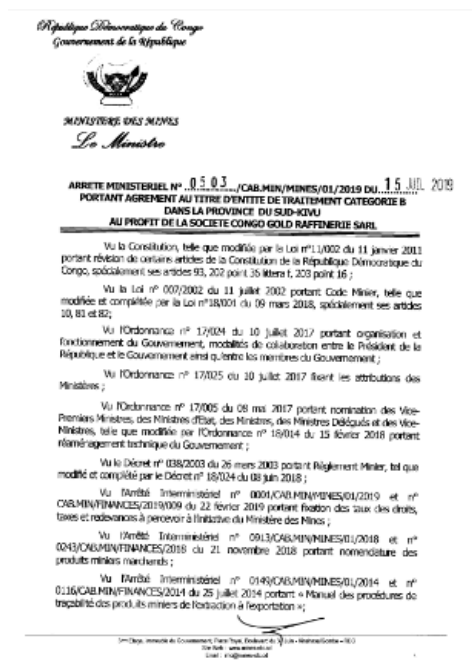 République Démocratique du Congo
Gouvernement de la République
MINISTERE DES MINES
Le Ministre
ARRETE MINISTERIEL N° 0503 /CAB.MIN/MINES/01/2019 DU 15 JUIL 2019
PORTANT AGREMENT AU TITRE D'ENTITE DE TRAITEMENT CATEGORIE B
DANS LA PROVINCE DU SUD-KIVU
AU PROFIT DE LA SOCIETE CONGO GOLD RAFFINERIE SARL
Vu la Constitution, telle que modifiée par la Loi n°11/002 du 11 janvier 2011
portant révision de certains articles de la Constitution de la République Démocratique du
Congo, spécialement ses articles 93, 202 point 36 littera f, 203 point 16 ;
Vu la Loi n° 007/2002 du 11 juillet 2002 portant Code Minier, telle que
modifiée et complétée par la Loi n°18/001 du 09 mars 2018, spécialement ses articles
10, 81 et 82;
Vu l'Ordonnance n° 17/024 du 10 juillet 2017 portant organisation et
fonctionnement du Gouvernement, modalités de collaboration entre le Président de la
République et le Gouvernement ainsi qu'entre les membres du Gouvernement ;
Vu l'Ordonnance n° 17/025 du 10 juillet 2017 fixant les attributions des
Ministères ;
Vu l'Ordonnance n° 17/005 du 08 mai 2017 portant nomination des Vice-
Premiers Ministres, des Ministres d'Etat, des Ministres, des Ministres Délégués et des Vice-
Ministres, telle que modifiée par l'Ordonnance n° 18/014 du 15 février 2018 portant
réaménagement technique du Gouvernement ;
Vu le Décret n° 038/2003 du 26 mars 2003 portant Règlement Minier, tel que
modifié et complété par le Décret n° 18/024 du 08 juin 2018 ;
Vu l'Arrêté Interministériel n° 0001/CAB.MIN/MINES/01/2019 et n°
CAB.MIN/FINANCES/2019/009 du 22 février 2019 portant fixation des taux des droits,
taxes et redevances à percevoir à l'initiative du Ministère des Mines ;
Vu l'Arrêté Interministériel n° 0913/CAB.MIN/MINES/01/2018 et n°
0243/CAB.MIN/FINANCES/2018 du 21 novembre 2018 portant nomenclature des
produits miniers marchands ;
Vu l'Arrêté Interministériel n° 0149/CAB.MIN/MINES/01/2014 et n°
0116/CAB.MIN/FINANCES/2014 du 25 juillet 2014 portant « Manuel des procédures de
traçabilité des produits miniers de l'extraction à l'exportation »;